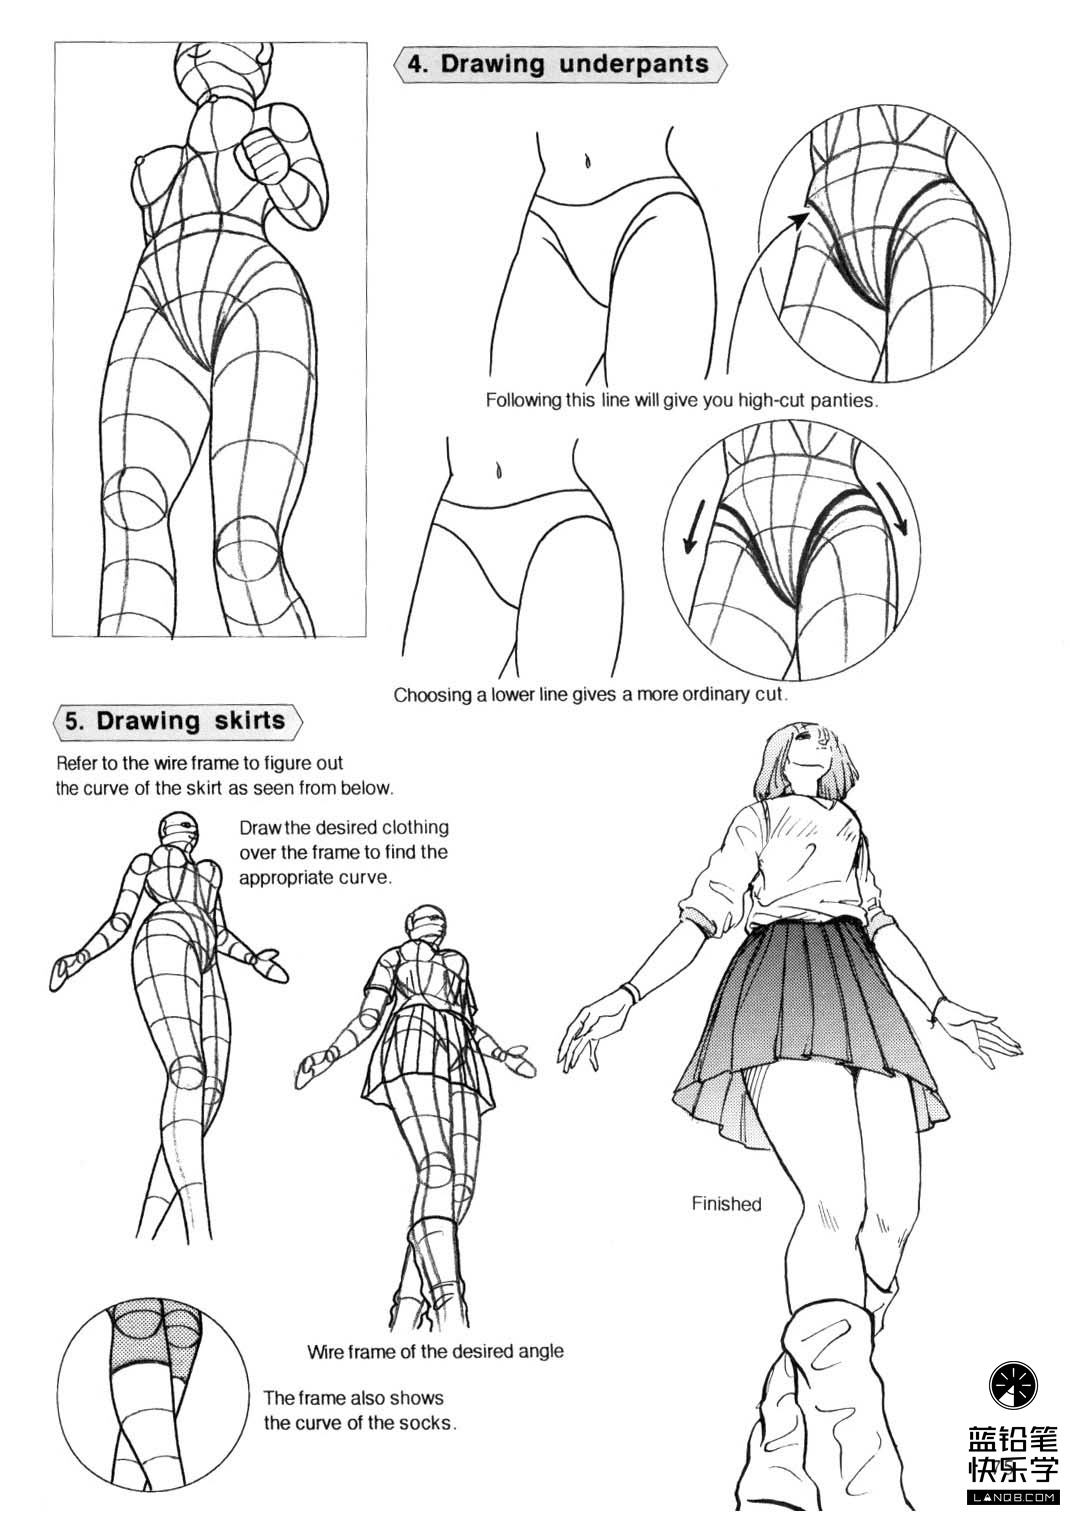 4. Drawing underpants
Following this line will give you high-cut panties.
Choosing a lower line gives a more ordinary cut.
5. Drawing skirts
Refer to the wire frame to figure out
the curve of the skirt as seen from below.
Draw the desired clothing
over the frame to find the
appropriate curve.
Finished
Wire frame of the desired angle
The frame also shows
the curve of the socks.
蓝铅笔
快乐学
LANQB.COM